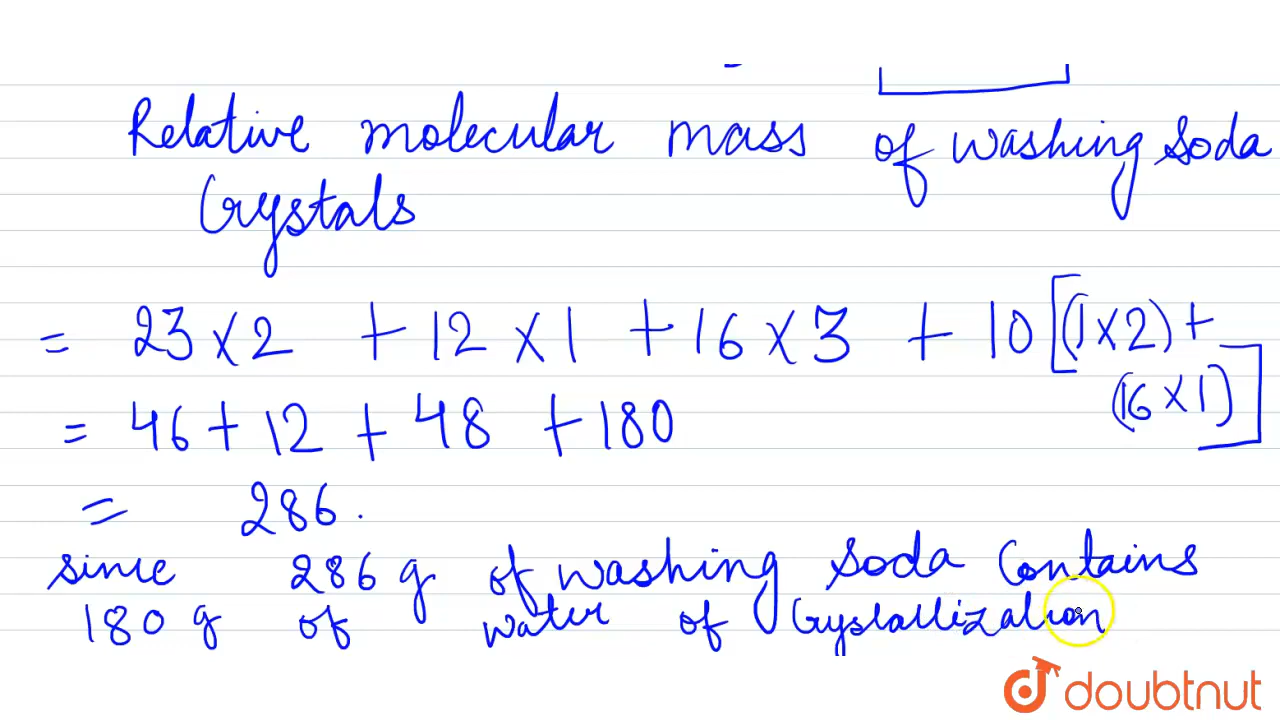 Relative molecular mass of washing soda
Crystals
= 23 × 2 + 12 × 1 + 16 × 3 + 10 [(1 × 2) +
(16 × 1)]
= 46 + 12 + 48 + 180
= 286.
since 286 g of washing soda contains
180 g of water of Crystallization
doubtnut